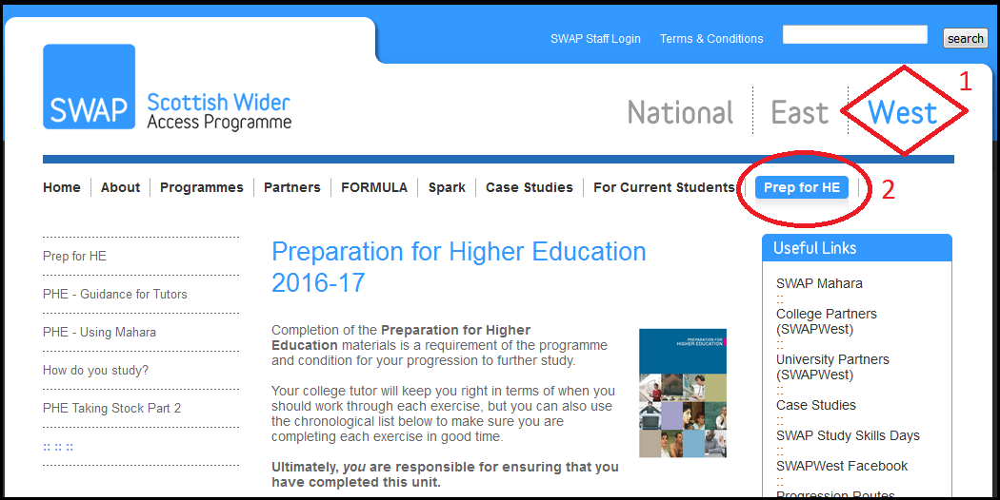 SWAP Staff Login Terms & Conditions search
SWAP Scottish Wider
Access Programme
National East West 1
Home About Programmes Partners FORMULA Spark Case Studies For Current Students Prep for HE 2
Prep for HE
PHE - Guidance for Tutors
PHE - Using Mahara
How do you study?
PHE Taking Stock Part 2
:: :: ::
Preparation for Higher Education
2016-17
Completion of the Preparation for Higher
Education materials is a requirement of the programme
and condition for your progression to further study.
Your college tutor will keep you right in terms of when you
should work through each exercise, but you can also use
the chronological list below to make sure you are
completing each exercise in good time.
Ultimately, you are responsible for ensuring that you
have completed this unit.
PREPARATION FOR
HIGHER EDUCATION
Useful Links
SWAP Mahara
::
College Partners
(SWAPWest)
::
University Partners
(SWAPWest)
::
Case Studies
::
SWAP Study Skills Days
::
SWAPWest Facebook
::
Progression Routes